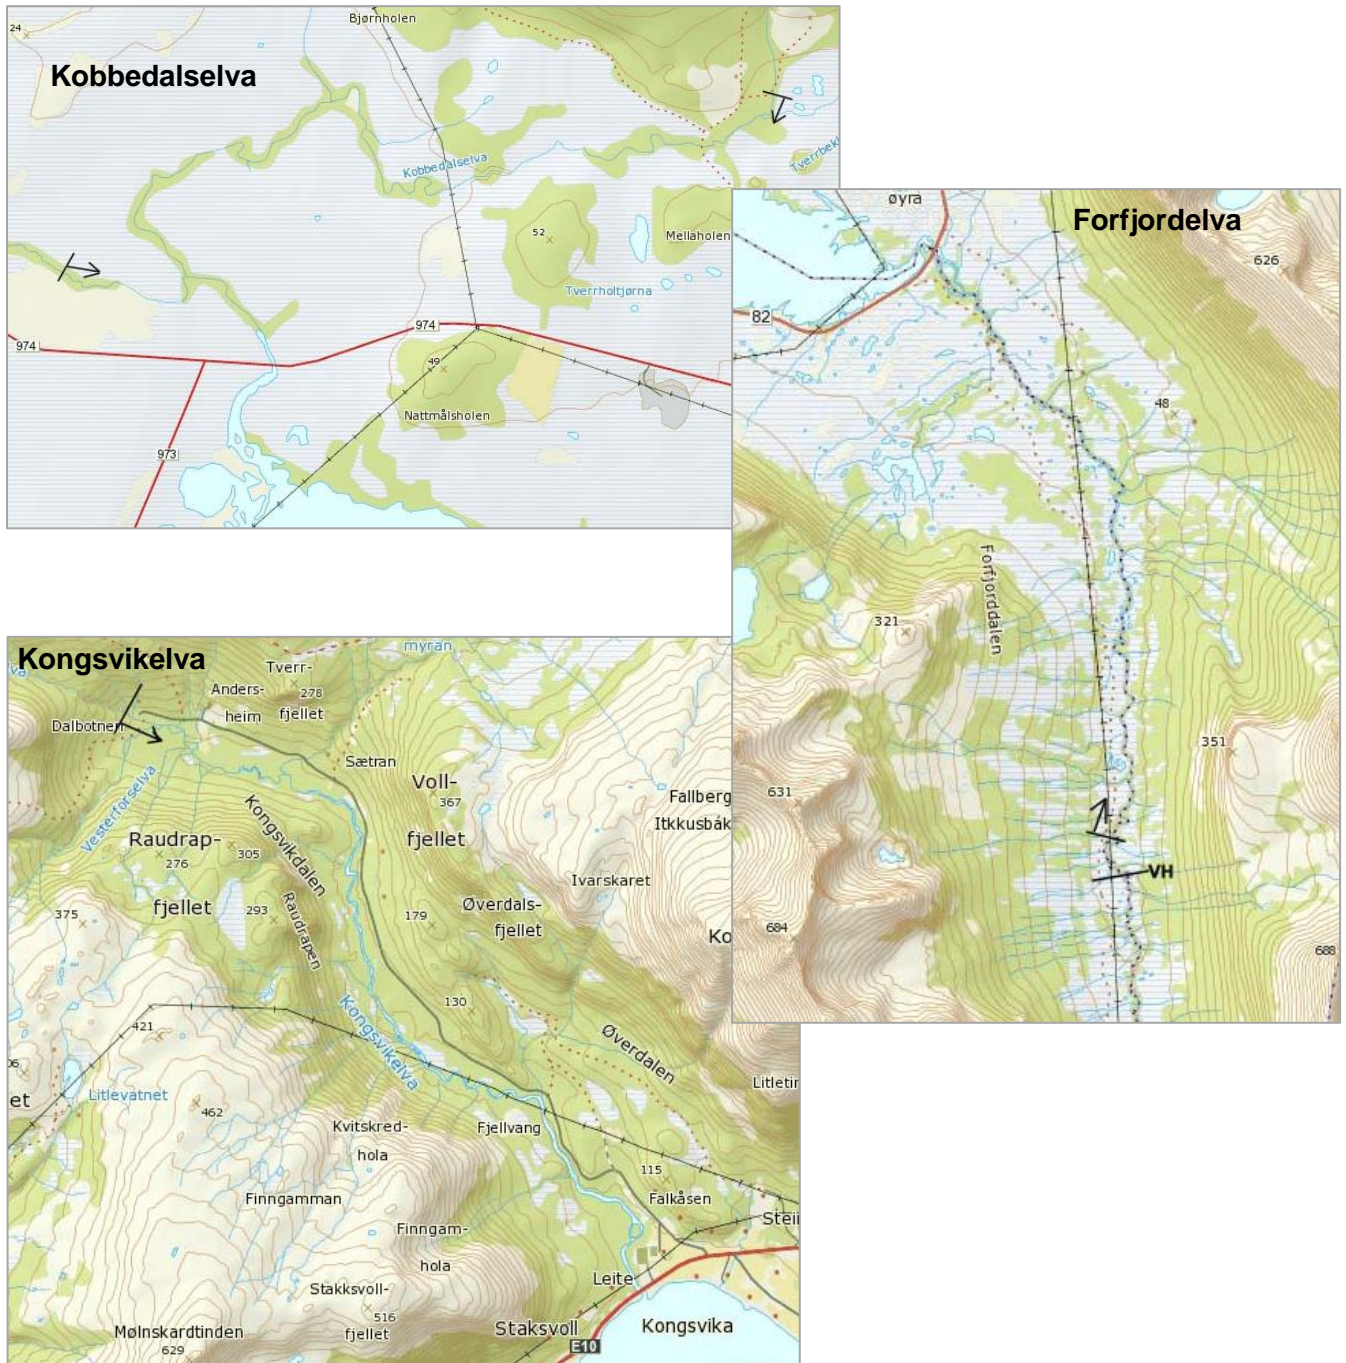 Bjørnholen
24
Kobbedalselva
Kobbedalselva
52
Mellaholen
Tverrholtjørna
974
974
49
Nattmålsholen
973
øyra
Forfjordelva
626
82
48
Forfjorddalen
321
351
631
VH
684
688
Kongsvikelva
myran
Tverr-
278
fjellet
Anders-
heim
Sætran
Vesterforselva
Voll-
367
fjellet
Fallberg
Itkkusbåk
Kongsvikdalen
Raudrap-
276
305
fjellet
293
Raudrapen
375
Ivarskaret
179
Øverdals-
fjellet
Ko
130
421
Kongsvikelva
Øverdalen
et
Litlevatnet
462
Kvitskred-
hola
Fjellvang
115
Falkåsen
Finngamman
Finngam-
hola
Leite
Stakksvoll-
516
fjellet
Mølnskardtinden
629
Staksvoll
E10
Kongsvika